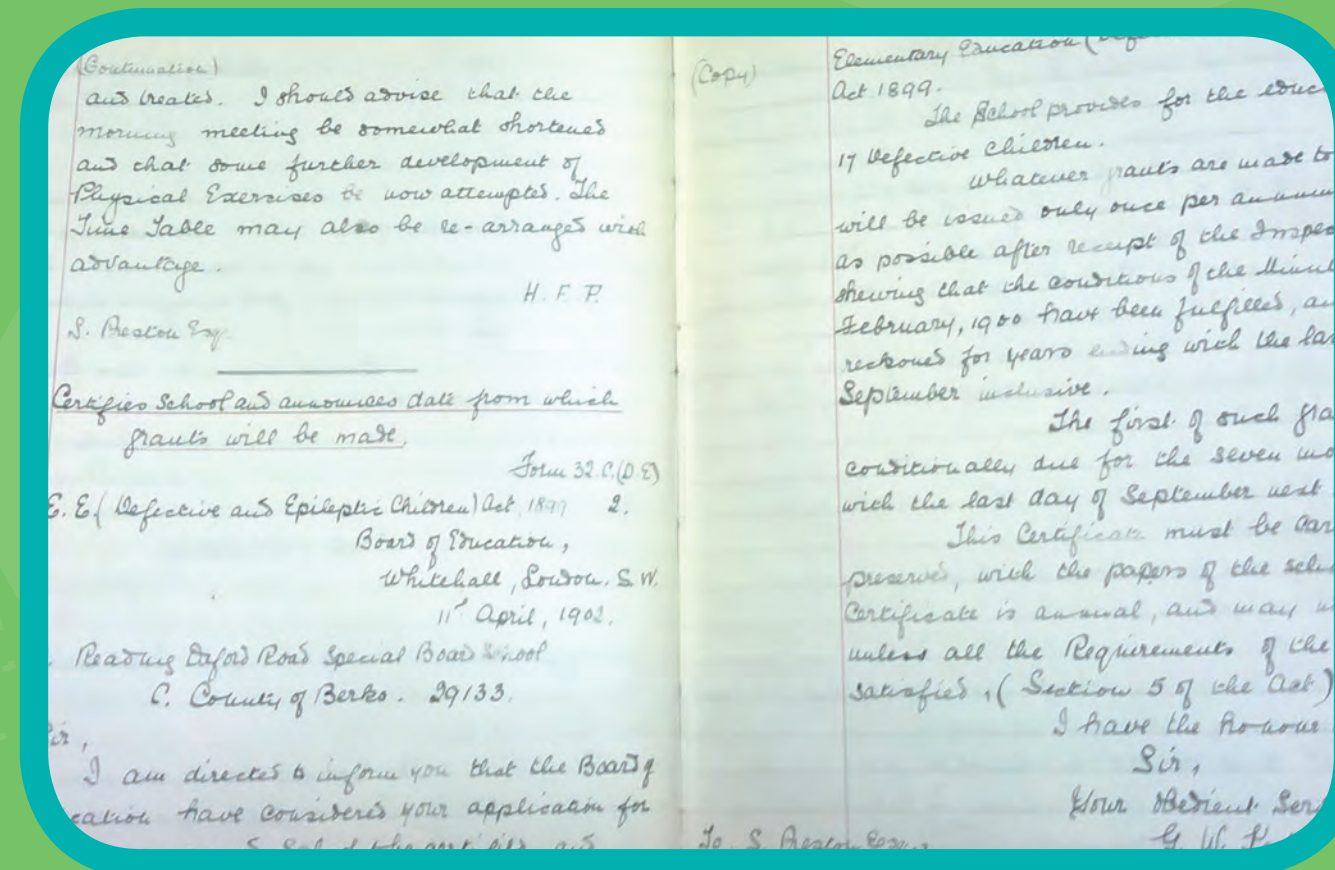 (Continuation)
and treated. I should advise that the
morning meeting be somewhat shortened
and that some further development of
Physical Exercises be now attempted. The
Time Table may also be re-arranged with
advantage.
H. F. P.
S. Preston Esq.
Certifies School and announces date from which
grants will be made.
Form 32.C.(D.E)
E. E. (Defective and Epileptic Children) Act, 1899 2.
Board of Education,
Whitehall, London. S.W.
11th April, 1902.
Reading Oxford Road Special Board School
C. County of Berks. 29/33.
Sir,
I am directed to inform you that the Board of
cation have considered your application for
(Copy)
Elementary Education (Def
Act 1899.
The School provides for the educ
17 Defective Children.
Whatever grants are made to
will be issued only once per annum
as possible after receipt of the Inspec
shewing that the conditions of the Minut
February, 1900 have been fulfilled, an
reckoned for years ending with the las
September inclusive.
The first of such gra
conditionally due for the seven mo
with the last day of September next
This Certificate must be car
preserved, with the papers of the scho
Certificate is annual, and may
unless all the Requirements of the
satisfied, (Section 5 of the Act)
I have the honour
Sir,
Your Obedient Ser
To. S. Preston Esq.
G. W.